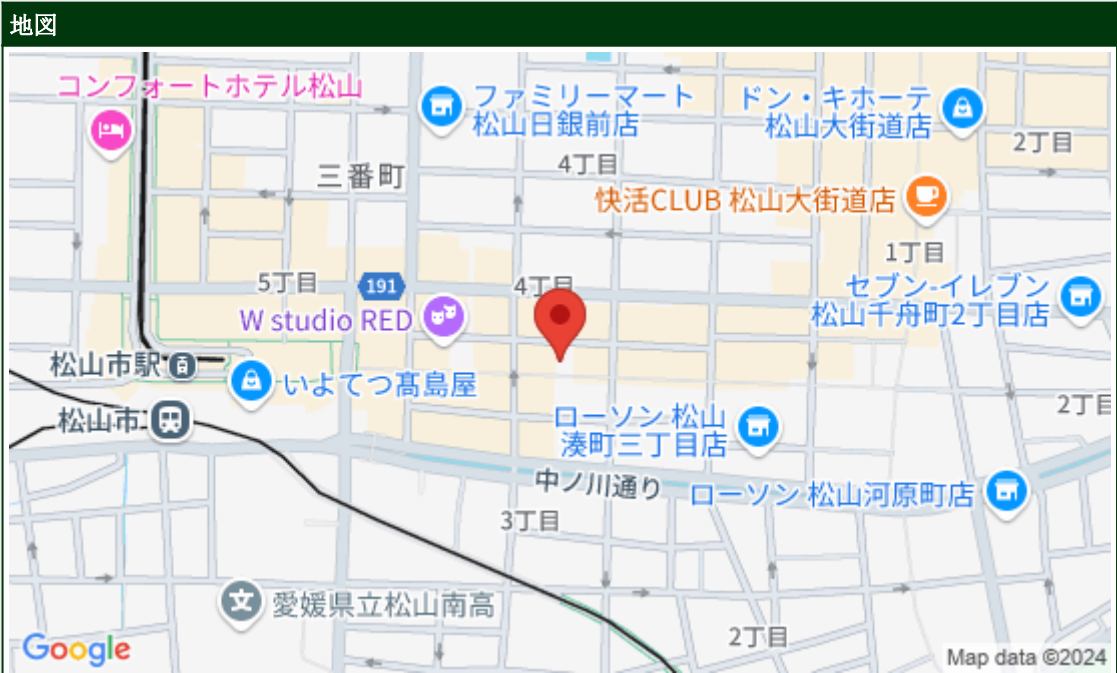 地図
コンフォートホテル松山
ファミリーマート
松山日銀前店
ドン・キホーテ
松山大街道店
2丁目
4丁目
三番町
快活CLUB 松山大街道店
1丁目
5丁目
191
4丁目
セブン-イレブン
松山千舟町2丁目店
W studio RED
松山市駅
いよてつ髙島屋
松山市
2丁目
ローソン 松山
湊町三丁目店
中ノ川通り
ローソン 松山河原町店
3丁目
愛媛県立松山南高
2丁目
Google
Map data ©2024